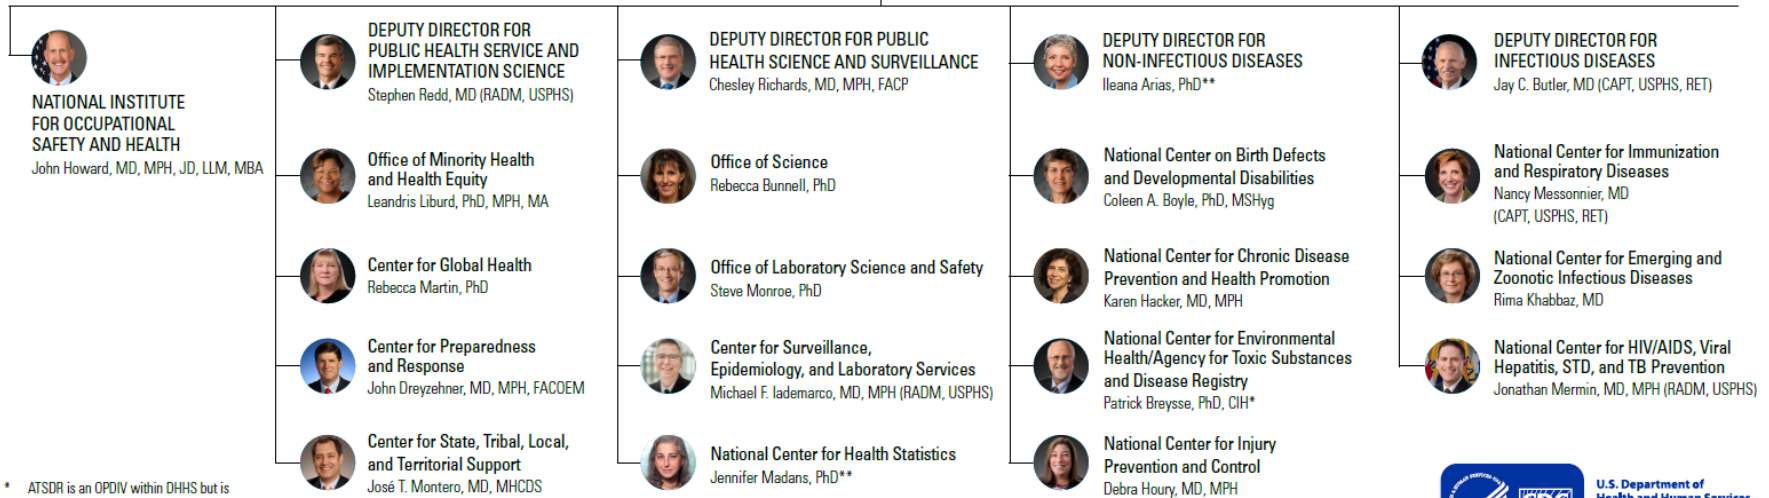 NATIONAL INSTITUTE
FOR OCCUPATIONAL
SAFETY AND HEALTH
John Howard, MD, MPH, JD, LLM, MBA
DEPUTY DIRECTOR FOR
PUBLIC HEALTH SERVICE AND
IMPLEMENTATION SCIENCE
Stephen Redd, MD (RADM, USPHS)
Office of Minority Health
and Health Equity
Leandris Liburd, PhD, MPH, MA
Center for Global Health
Rebecca Martin, PhD
Center for Preparedness
and Response
John Dreyzehner, MD, MPH, FACOEM
Center for State, Tribal, Local,
and Territorial Support
José T. Montero, MD, MHCDS
DEPUTY DIRECTOR FOR PUBLIC
HEALTH SCIENCE AND SURVEILLANCE
Chesley Richards, MD, MPH, FACP
Office of Science
Rebecca Bunnell, PhD
Office of Laboratory Science and Safety
Steve Monroe, PhD
Center for Surveillance,
Epidemiology, and Laboratory Services
Michael F. Iademarco, MD, MPH (RADM, USPHS)
National Center for Health Statistics
Jennifer Madans, PhD**
DEPUTY DIRECTOR FOR
NON-INFECTIOUS DISEASES
Ileana Arias, PhD**
National Center on Birth Defects
and Developmental Disabilities
Coleen A. Boyle, PhD, MSHyg
National Center for Chronic Disease
Prevention and Health Promotion
Karen Hacker, MD, MPH
National Center for Environmental
Health/Agency for Toxic Substances
and Disease Registry
Patrick Breysse, PhD, CIH*
National Center for Injury
Prevention and Control
Debra Houry, MD, MPH
DEPUTY DIRECTOR FOR
INFECTIOUS DISEASES
Jay C. Butler, MD (CAPT, USPHS, RET)
National Center for Immunization
and Respiratory Diseases
Nancy Messonnier, MD
(CAPT, USPHS, RET)
National Center for Emerging and
Zoonotic Infectious Diseases
Rima Khabbaz, MD
National Center for HIV/AIDS, Viral
Hepatitis, STD, and TB Prevention
Jonathan Mermin, MD, MPH (RADM, USPHS)
* ATSDR is an OPDIV within DHHS but is
U.S. Department of
Health and Human Services